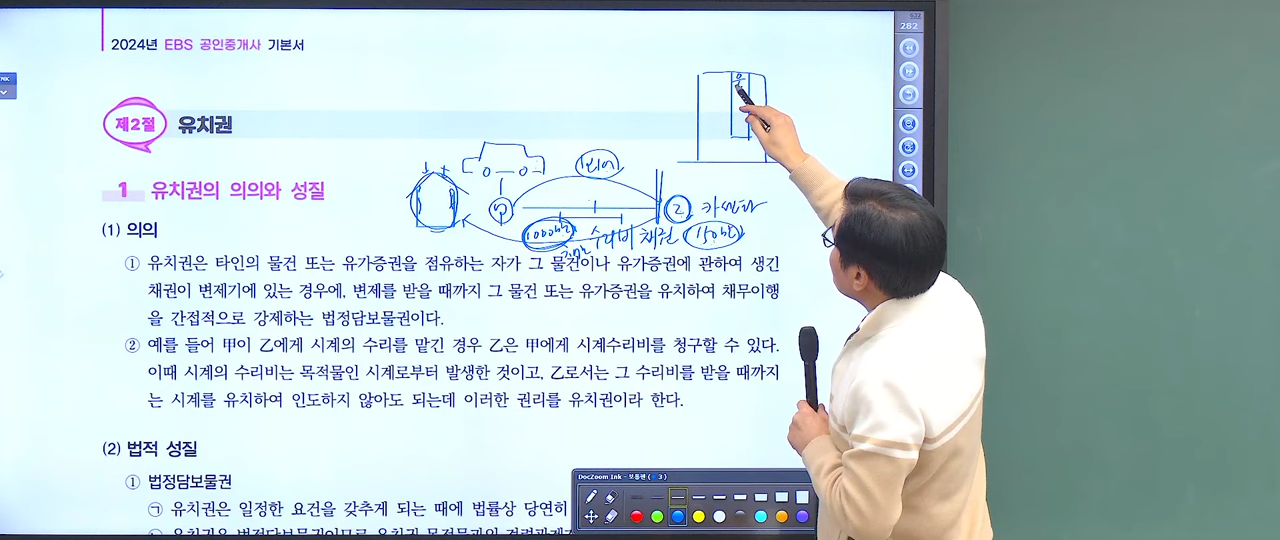 2024년 EBS 공인중개사 기본서
282
제2절 유치권
1 유치권의 의의와 성질
(1) 의의
1000만
수리비 채권
150만
① 유치권은 타인의 물건 또는 유가증권을 점유하는 자가 그 물건이나 유가증권에 관하여 생긴
채권이 변제기에 있는 경우에, 변제를 받을 때까지 그 물건 또는 유가증권을 유치하여 채무이행
을 간접적으로 강제하는 법정담보물권이다.
② 예를 들어 甲이 乙에게 시계의 수리를 맡긴 경우 乙은 甲에게 시계수리비를 청구할 수 있다.
이때 시계의 수리비는 목적물인 시계로부터 발생한 것이고, 乙로서는 그 수리비를 받을 때까지
는 시계를 유치하여 인도하지 않아도 되는데 이러한 권리를 유치권이라 한다.
(2) 법적 성질
① 법정담보물권
㉠ 유치권은 일정한 요건을 갖추게 되는 때에 법률상 당연히
DocZoom Ink - 보통펜 ( 3 )